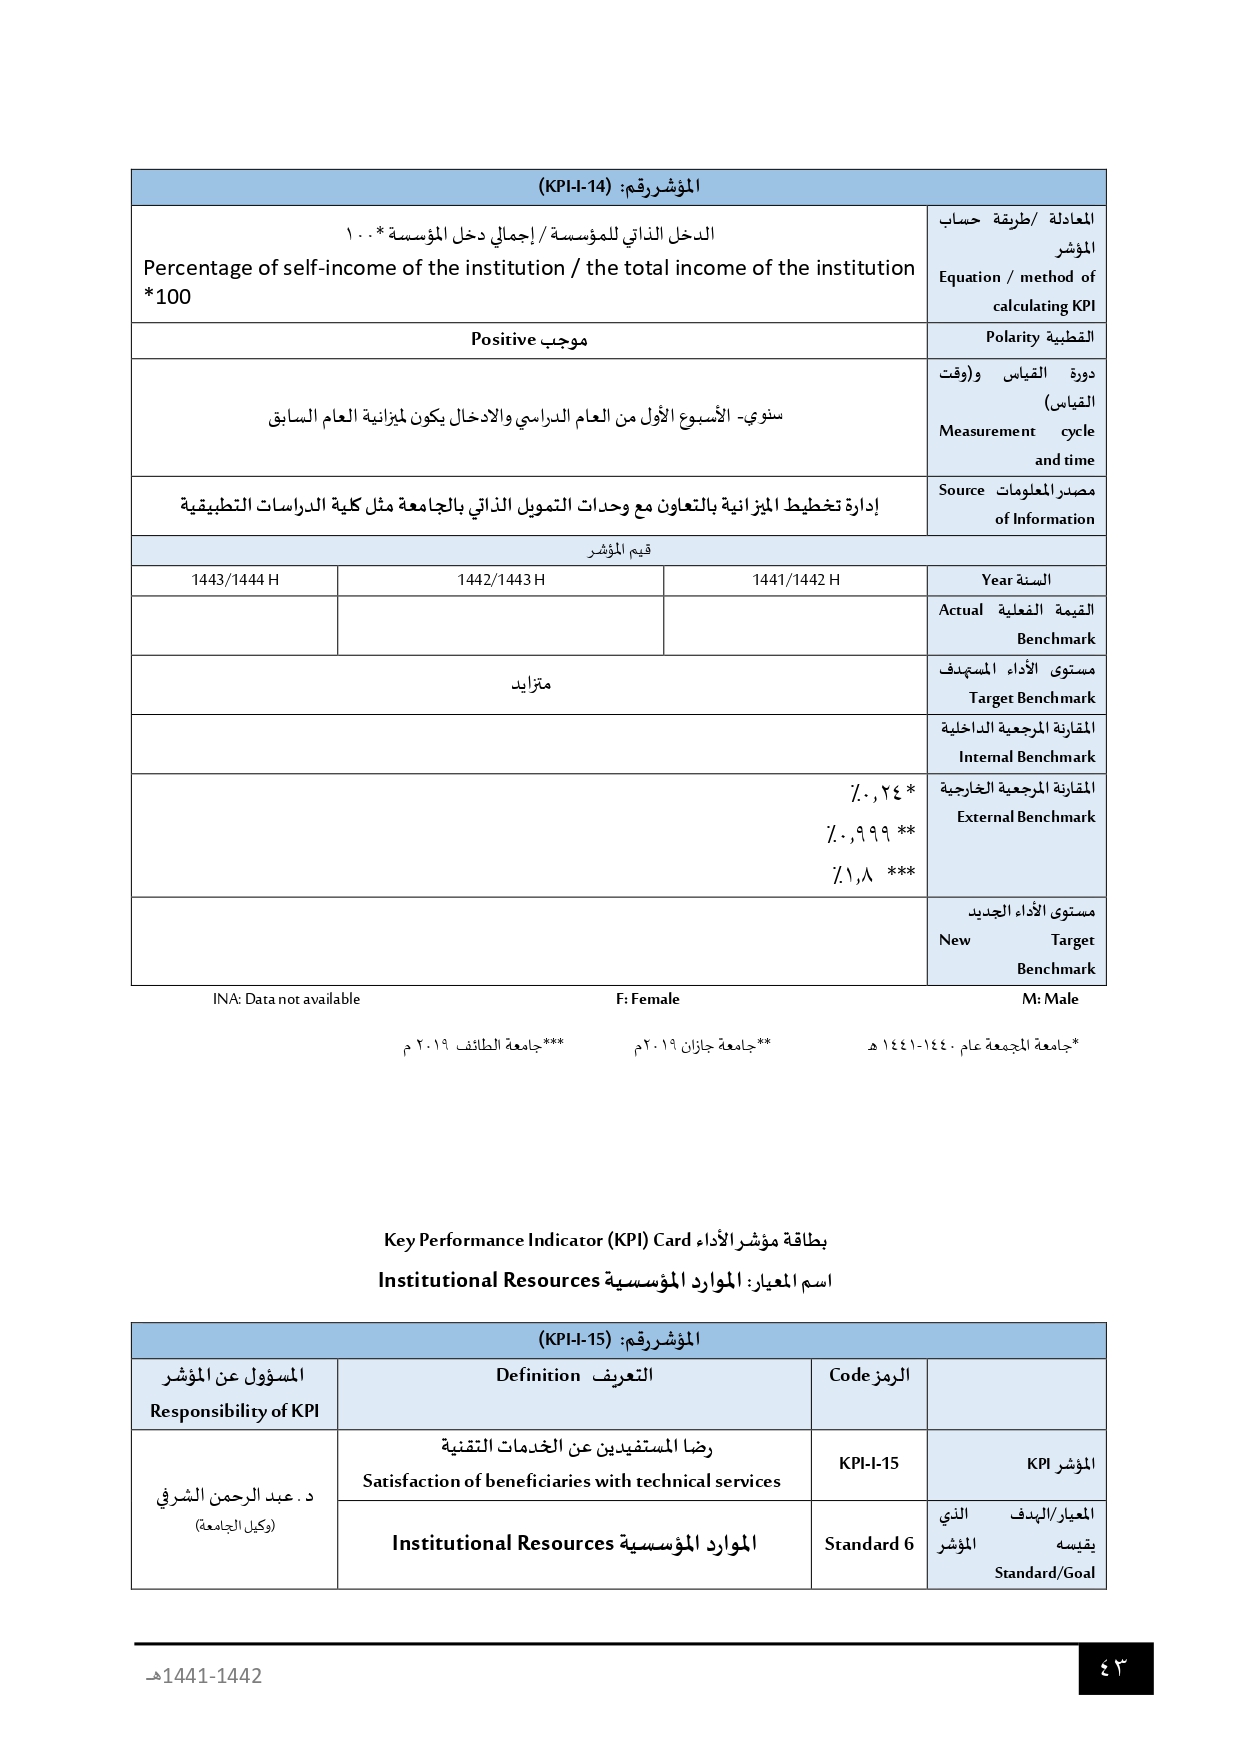 المؤشر رقم: (KPI-I-14)
المعادلة /طريقة حساب
المؤشر
Equation / method of
calculating KPI
الدخل الذاتي للمؤسسة / إجمالي دخل المؤسسة *١٠٠
Percentage of self-income of the institution / the total income of the institution
*100
القطبية Polarity
موجب Positive
دورة القياس و(وقت
القياس)
Measurement cycle
and time
سنوي- الأسبوع الأول من العام الدراسي والادخال يكون لميزانية العام السابق
مصدر المعلومات Source
of Information
إدارة تخطيط الميزانية بالتعاون مع وحدات التمويل الذاتي بالجامعة مثل كلية الدراسات التطبيقية
قيم المؤشر
السنة Year
1441/1442 H
1442/1443 H
1443/1444 H
القيمة الفعلية Actual
Benchmark
مستوى الأداء المستهدف
Target Benchmark
متزايد
المقارنة المرجعية الداخلية
Internal Benchmark
المقارنة المرجعية الخارجية
External Benchmark
* ٠,٢٤٪
** ٠,٩٩٩٪
*** ١,٨٪
مستوى الأداء الجديد
New Target
Benchmark
M: Male F: Female INA: Data not available
*جامعة المجمعة عام ١٤٤٠-١٤٤١ ه **جامعة جازان ٢٠١٩م ***جامعة الطائف ٢٠١٩ م
بطاقة مؤشر الأداء Key Performance Indicator (KPI) Card
اسم المعيار: الموارد المؤسسية Institutional Resources
المؤشر رقم: (KPI-I-15)
الرمز Code
التعريف Definition
المسؤول عن المؤشر
Responsibility of KPI
المؤشر KPI
KPI-I-15
رضا المستفيدين عن الخدمات التقنية
Satisfaction of beneficiaries with technical services
د . عبد الرحمن الشرفي
(وكيل الجامعة)
المعيار/الهدف الذي
يقيسه المؤشر
Standard/Goal
Standard 6
الموارد المؤسسية Institutional Resources
٤٣
1441-1442هـ